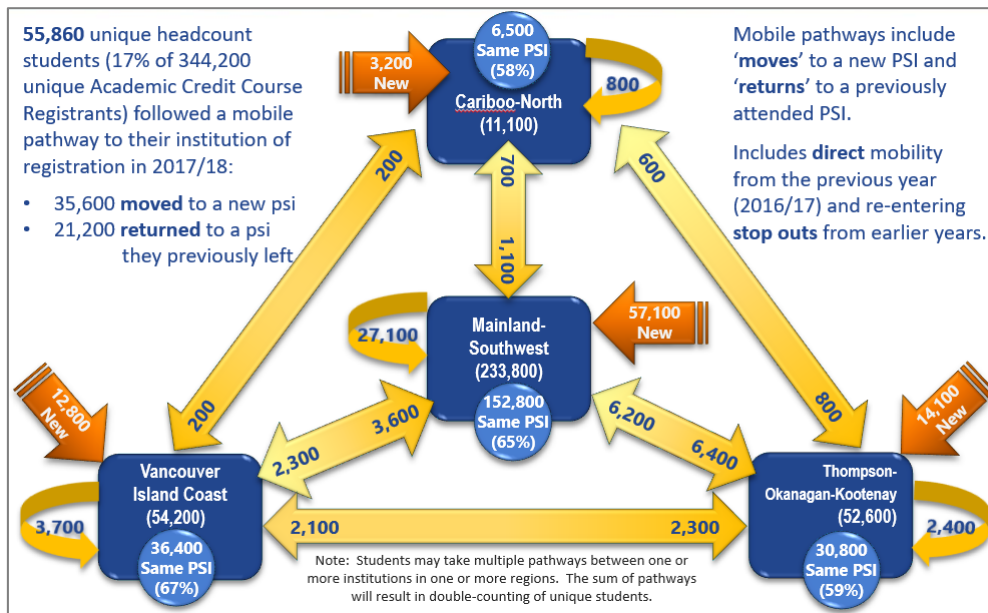 55,860 unique headcount
students (17% of 344,200
unique Academic Credit Course
Registrants) followed a mobile
pathway to their institution of
registration in 2017/18:
• 35,600 moved to a new psi
• 21,200 returned to a psi
they previously left
Mobile pathways include
‘moves’ to a new PSI and
‘returns’ to a previously
attended PSI.
Includes direct mobility
from the previous year
(2016/17) and re-entering
stop outs from earlier years.
6,500
Same PSI
(58%)
3,200
New
800
Cariboo-North
(11,100)
200
700
600
1,100
27,100
Mainland-
Southwest
(233,800)
57,100
New
152,800
Same PSI
(65%)
200
3,600
2,300
6,200
6,400
800
12,800
New
14,100
New
Vancouver
Island Coast
(54,200)
3,700
36,400
Same PSI
(67%)
2,100
2,300
Thompson-
Okanagan-Kootenay
(52,600)
2,400
30,800
Same PSI
(59%)
Note: Students may take multiple pathways between one or
more institutions in one or more regions. The sum of pathways
will result in double-counting of unique students.